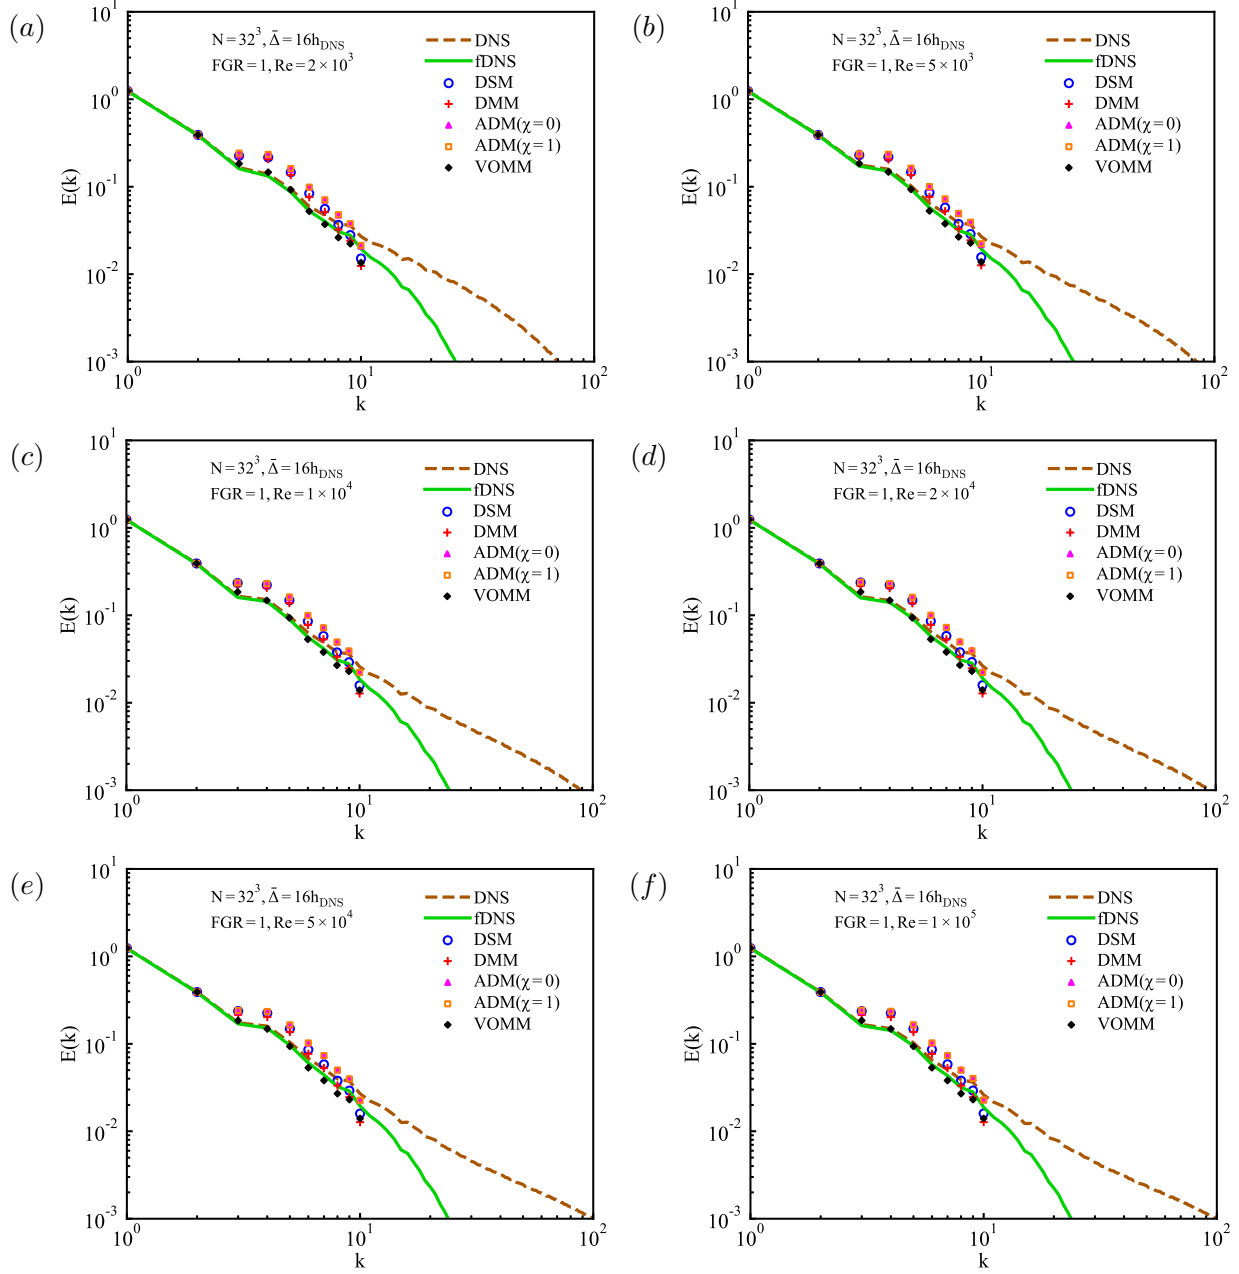 (a)
N=32³, Δ̄=16h_DNS
FGR=1, Re=2×10³
DNS
fDNS
DSM
DMM
ADM(χ=0)
ADM(χ=1)
VOMM
E(k)
10¹
10⁰
10⁻¹
10⁻²
10⁻³
10⁰ 10¹ 10²
k
(b)
N=32³, Δ̄=16h_DNS
FGR=1, Re=5×10³
DNS
fDNS
DSM
DMM
ADM(χ=0)
ADM(χ=1)
VOMM
E(k)
10¹
10⁰
10⁻¹
10⁻²
10⁻³
10⁰ 10¹ 10²
k
(c)
N=32³, Δ̄=16h_DNS
FGR=1, Re=1×10⁴
DNS
fDNS
DSM
DMM
ADM(χ=0)
ADM(χ=1)
VOMM
E(k)
10¹
10⁰
10⁻¹
10⁻²
10⁻³
10⁰ 10¹ 10²
k
(d)
N=32³, Δ̄=16h_DNS
FGR=1, Re=2×10⁴
DNS
fDNS
DSM
DMM
ADM(χ=0)
ADM(χ=1)
VOMM
E(k)
10¹
10⁰
10⁻¹
10⁻²
10⁻³
10⁰ 10¹ 10²
k
(e)
N=32³, Δ̄=16h_DNS
FGR=1, Re=5×10⁴
DNS
fDNS
DSM
DMM
ADM(χ=0)
ADM(χ=1)
VOMM
E(k)
10¹
10⁰
10⁻¹
10⁻²
10⁻³
10⁰ 10¹ 10²
k
(f)
N=32³, Δ̄=16h_DNS
FGR=1, Re=1×10⁵
DNS
fDNS
DSM
DMM
ADM(χ=0)
ADM(χ=1)
VOMM
E(k)
10¹
10⁰
10⁻¹
10⁻²
10⁻³
10⁰ 10¹ 10²
k